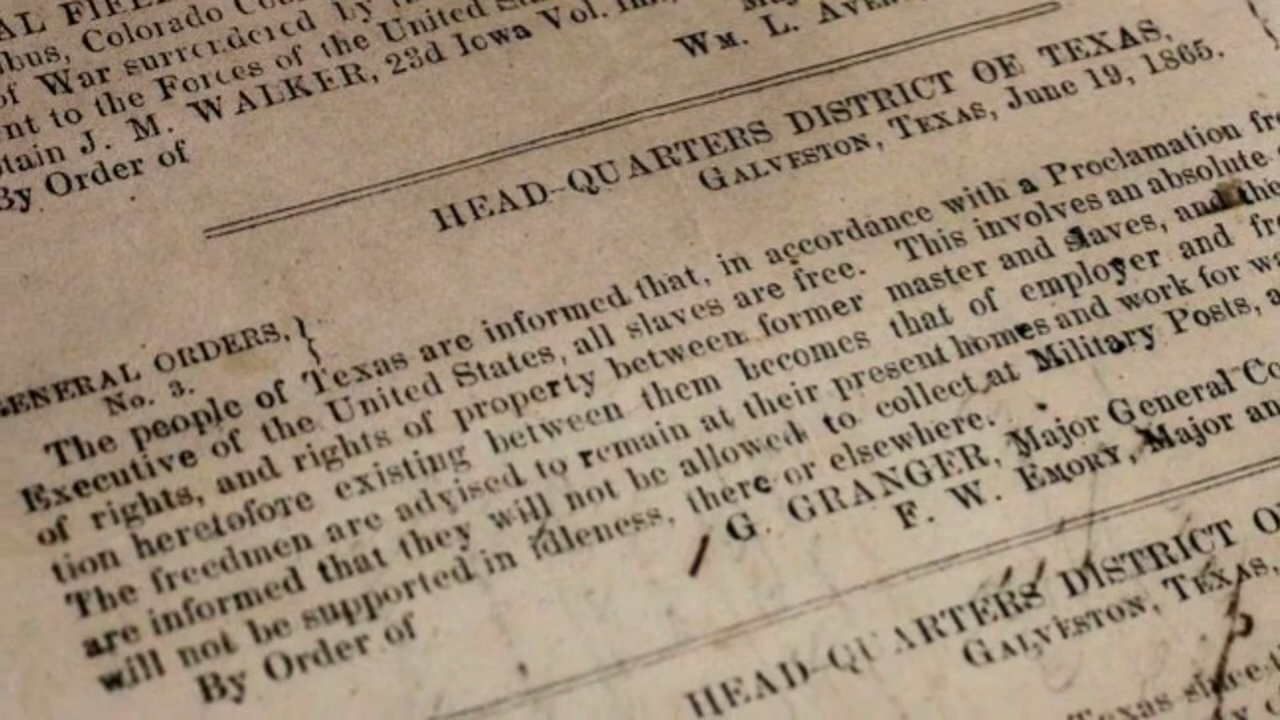 AL FIEL
bus, Colorado Co
of War surrendered by
nt to the Forces of the United
tain J. M. WALKER, 23d Iowa Vol.
By Order of
WM. L.
HEAD-QUARTERS DISTRICT OF TEXAS,
GALVESTON, TEXAS, June 19, 1865.
GENERAL ORDERS,
No. 3.
The people of Texas are informed that, in accordance with a Proclamation fr
Executive of the United States, all slaves are free. This involves an absolute
of rights, and rights of property between former master and slaves, and the
tion heretofore existing between them becomes that of employer and fr
The freedmen are advised to remain at their present homes and work for wa
are informed that they will not be allowed to collect at Military Posts, a
will not be supported in idleness, there or elsewhere.
By Order of
G. GRANGER, Major General Co
F. W. EMORY, Major an
HEAD-QUARTERS DISTRICT O
GALVESTON, TEXAS,
Texas since th